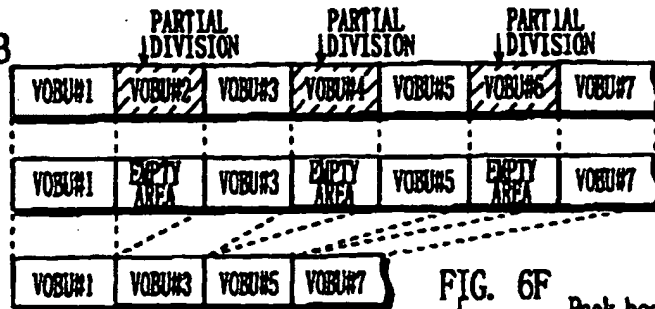 PARTIAL DIVISION PARTIAL DIVISION PARTIAL DIVISION
B
VOBU#1 VOBU#2 VOBU#3 VOBU#4 VOBU#5 VOBU#6 VOBU#7
VOBU#1 EMPTY AREA VOBU#3 EMPTY AREA VOBU#5 EMPTY AREA VOBU#7
VOBU#1 VOBU#3 VOBU#5 VOBU#7
FIG. 6F